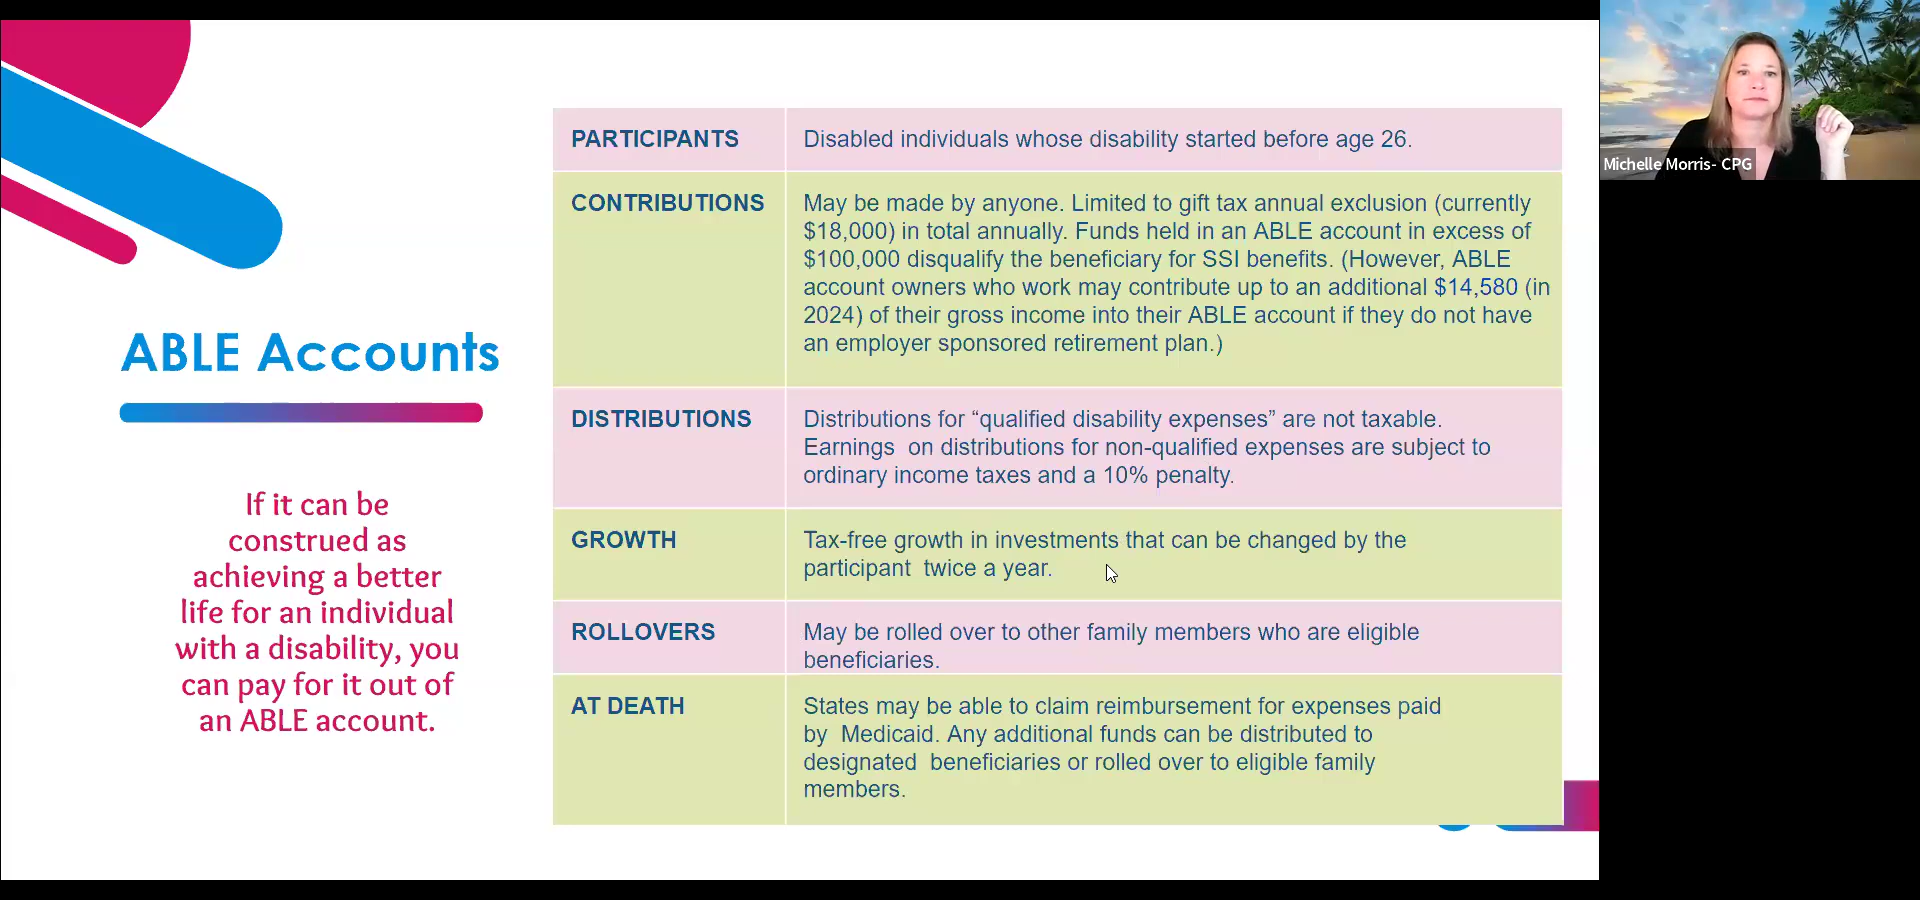 ABLE Accounts
If it can be
construed as
achieving a better
life for an individual
with a disability, you
can pay for it out of
an ABLE account.
PARTICIPANTS
Disabled individuals whose disability started before age 26.
CONTRIBUTIONS
May be made by anyone. Limited to gift tax annual exclusion (currently
$18,000) in total annually. Funds held in an ABLE account in excess of
$100,000 disqualify the beneficiary for SSI benefits. (However, ABLE
account owners who work may contribute up to an additional $14,580 (in
2024) of their gross income into their ABLE account if they do not have
an employer sponsored retirement plan.)
DISTRIBUTIONS
Distributions for “qualified disability expenses” are not taxable.
Earnings on distributions for non-qualified expenses are subject to
ordinary income taxes and a 10% penalty.
GROWTH
Tax-free growth in investments that can be changed by the
participant twice a year.
ROLLOVERS
May be rolled over to other family members who are eligible
beneficiaries.
AT DEATH
States may be able to claim reimbursement for expenses paid
by Medicaid. Any additional funds can be distributed to
designated beneficiaries or rolled over to eligible family
members.
Michelle Morris- CPG